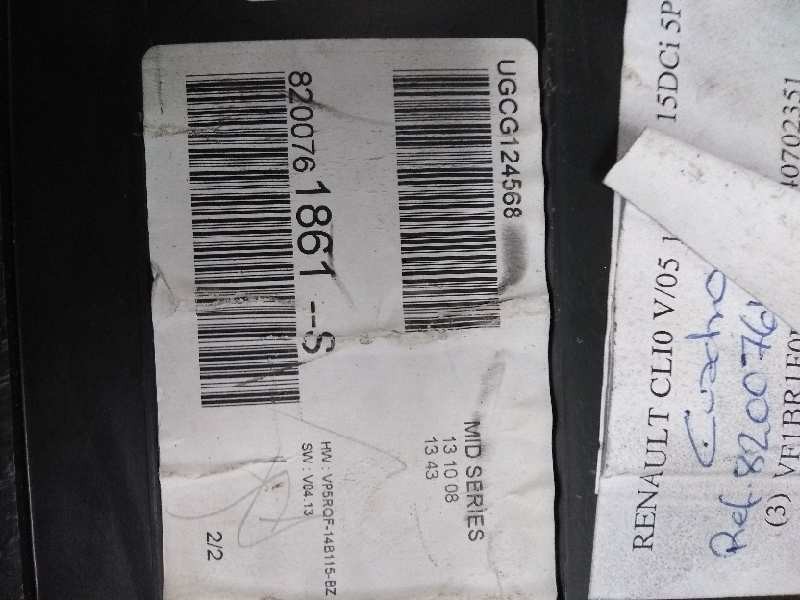 UGCG124568
8200761861 --S
MID SERIES
13 10 08
13 43
HW : VP5RQF-14B115-BZ
SW : V04.13
2/2
15DCi 5P
40702351
RENAULT CLIO V/05 1
Cuadro
Ref. 820076
(3) VF1BR1F0